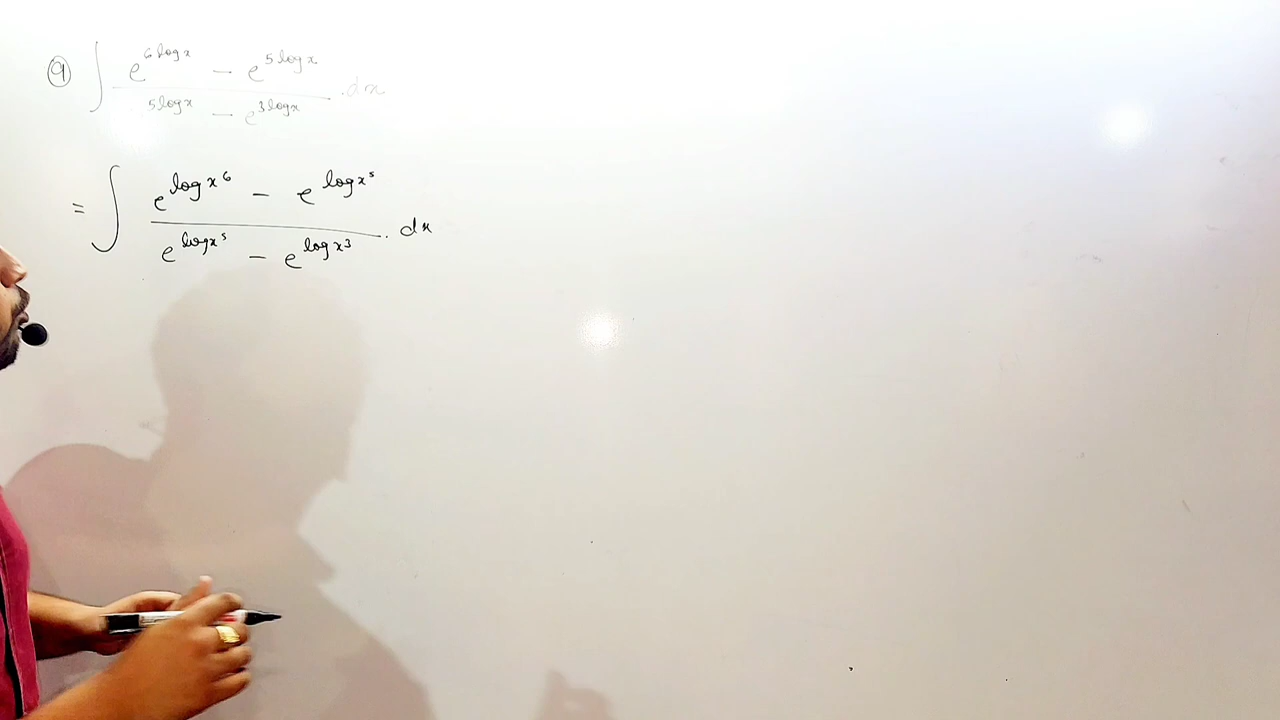 9 ∫ e^{6 log x} - e^{5 log x}
5 log x - e^{3 log x} . dx
= ∫ e^{log x^6} - e^{log x^5}
e^{log x^5} - e^{log x^3} . dx